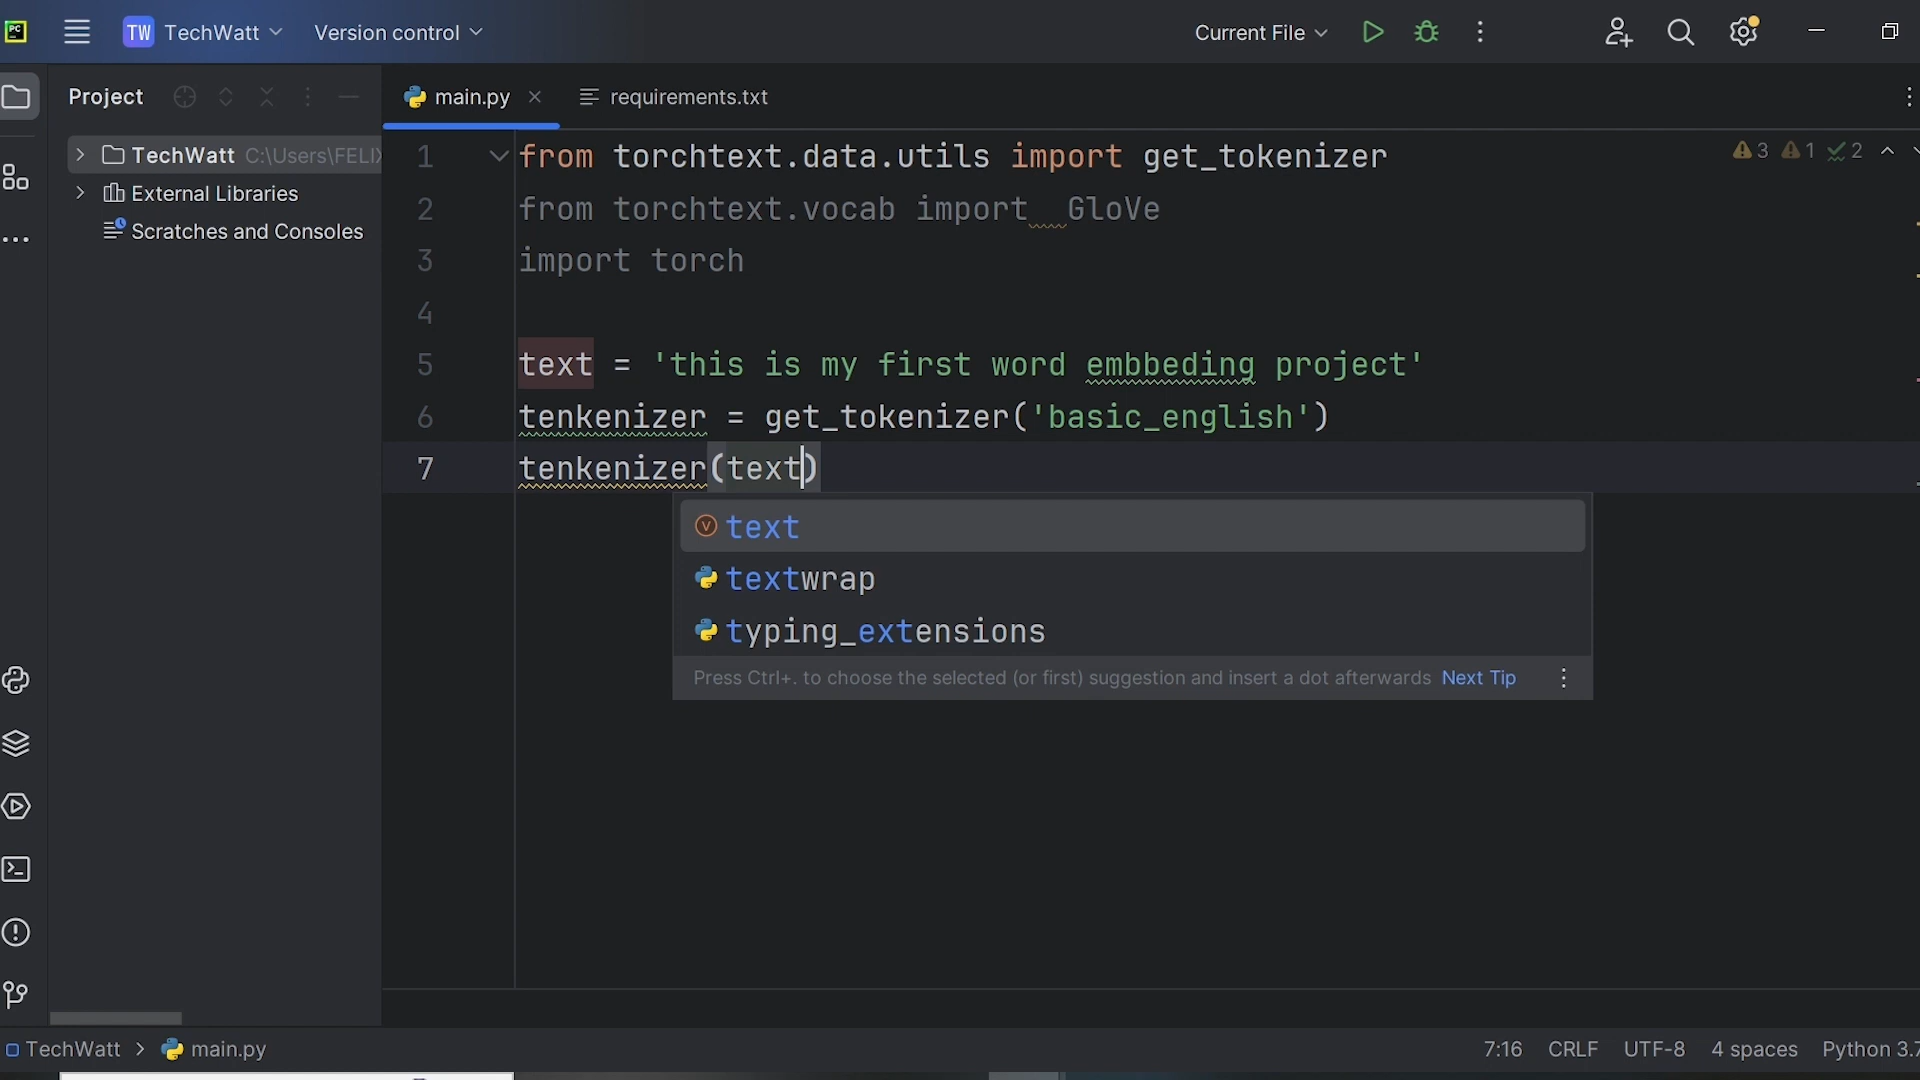 PC TW TechWatt Version control Current File
Project main.py requirements.txt
TechWatt C:\Users\FELIX
External Libraries
Scratches and Consoles
3 1 2
1 from torchtext.data.utils import get_tokenizer
2 from torchtext.vocab import  GloVe
3 import torch
4
5 text = 'this is my first word embbeding project'
6 tenkenizer = get_tokenizer('basic_english')
7 tenkenizer(text)
v text
textwrap
typing_extensions
Press Ctrl+. to choose the selected (or first) suggestion and insert a dot afterwards Next Tip
TechWatt > main.py 7:16 CRLF UTF-8 4 spaces Python 3.7